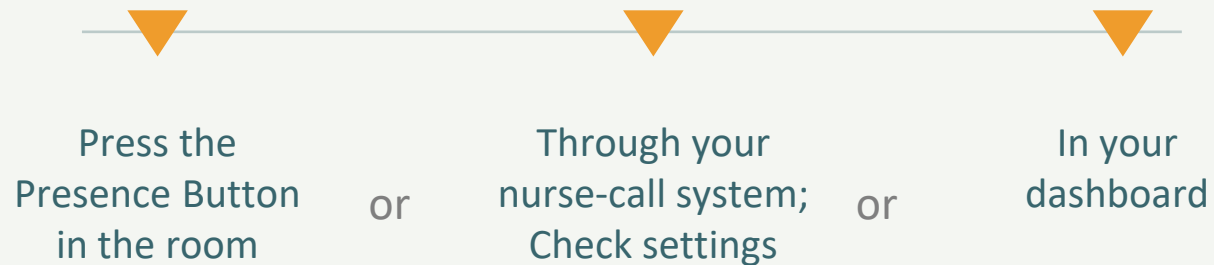 Press the
Presence Button
in the room
or
Through your
nurse-call system;
Check settings
or
In your
dashboard